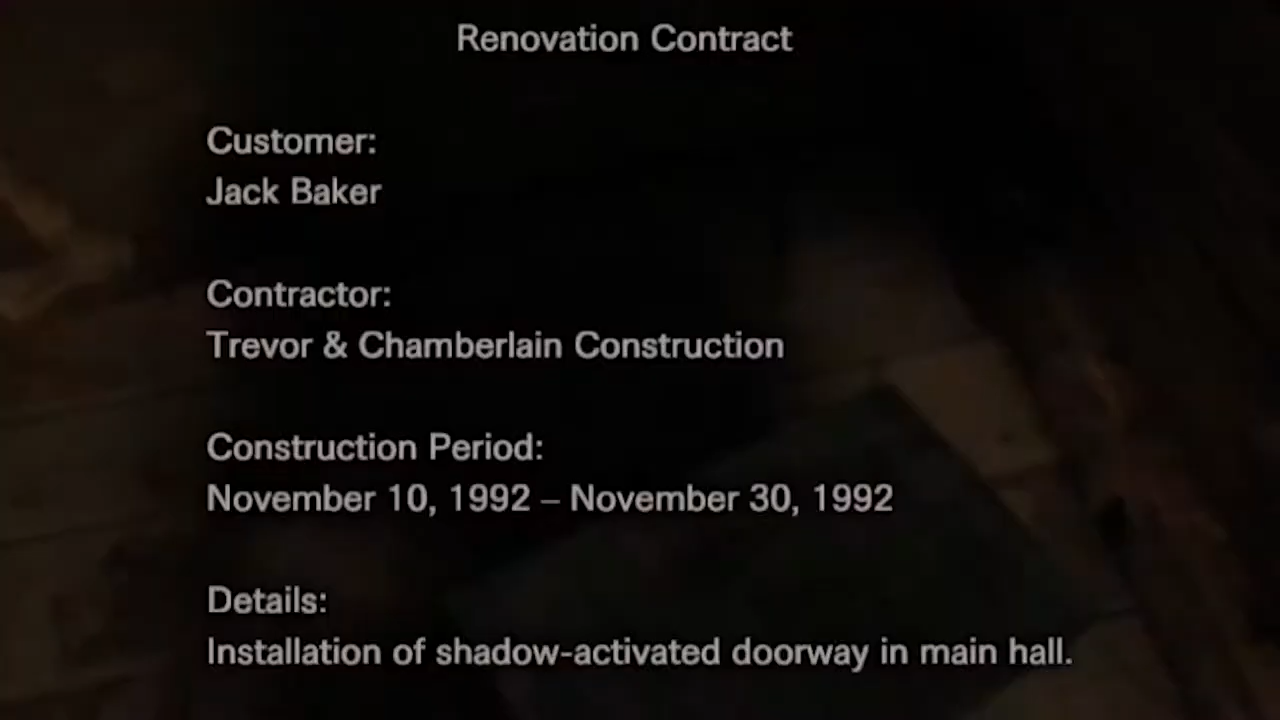 Renovation Contract
Customer:
Jack Baker
Contractor:
Trevor & Chamberlain Construction
Construction Period:
November 10, 1992 – November 30, 1992
Details:
Installation of shadow-activated doorway in main hall.